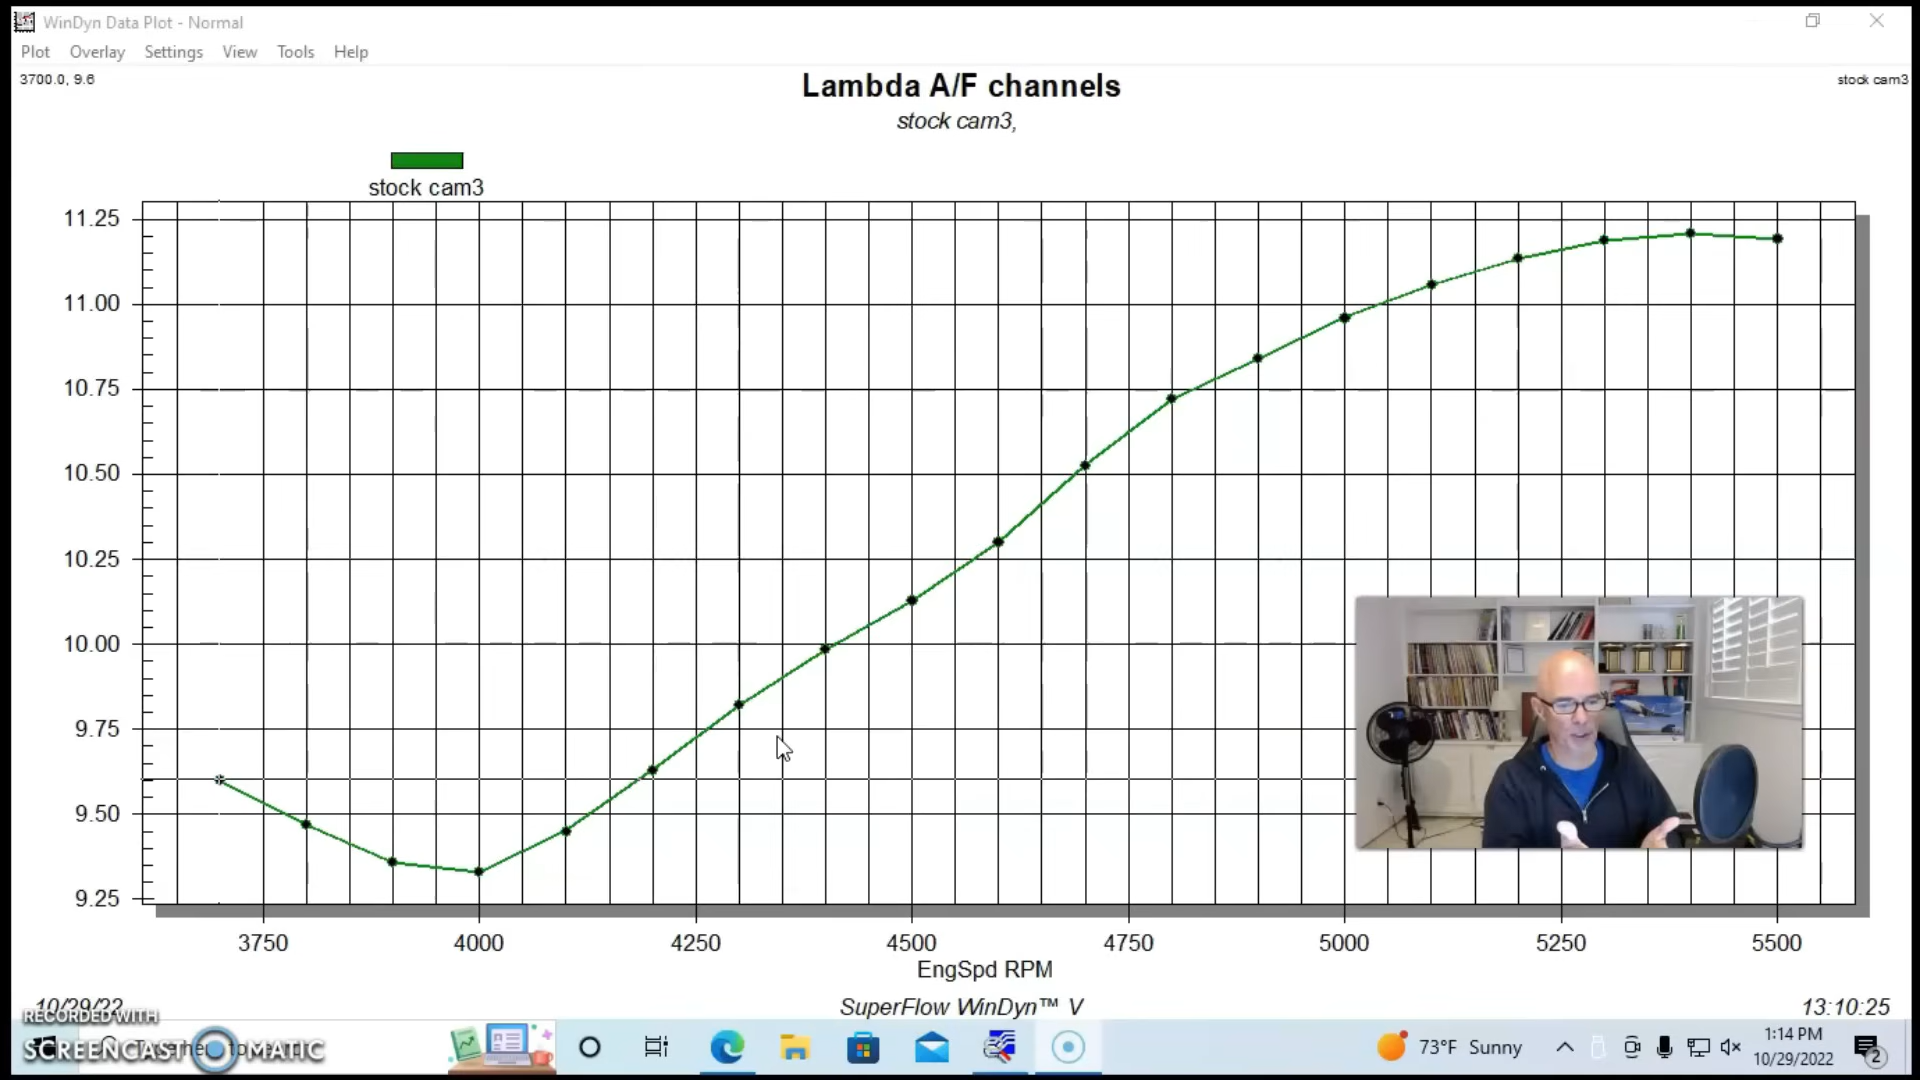 WinDyn Data Plot - Normal
Plot Overlay Settings View Tools Help
3700.0, 9.6
Lambda A/F channels
stock cam3
stock cam3,
stock cam3
11.25
11.00
10.75
10.50
10.25
10.00
9.75
9.50
9.25
3750 4000 4250 4500 4750 5000 5250 5500
EngSpd RPM
10/29/22
SuperFlow WinDyn™ V
13:10:25
RECORDED WITH
SCREENCAST O MATIC
73°F Sunny
1:14 PM
10/29/2022
2